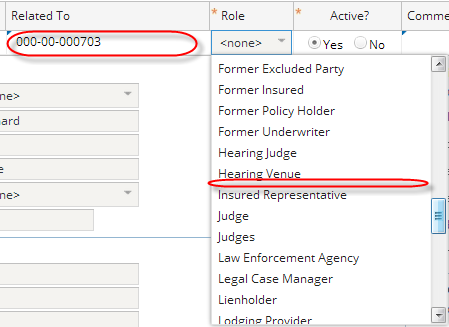 Related To * Role * Active? Comme
000-00-000703 <none> Yes No
Former Excluded Party
Former Insured
ne>
Former Policy Holder
ard
Former Underwriter
Hearing Judge
e
Hearing Venue
ne>
Insured Representative
Judge
Judges
Law Enforcement Agency
Legal Case Manager
Lienholder
Lodging Provider